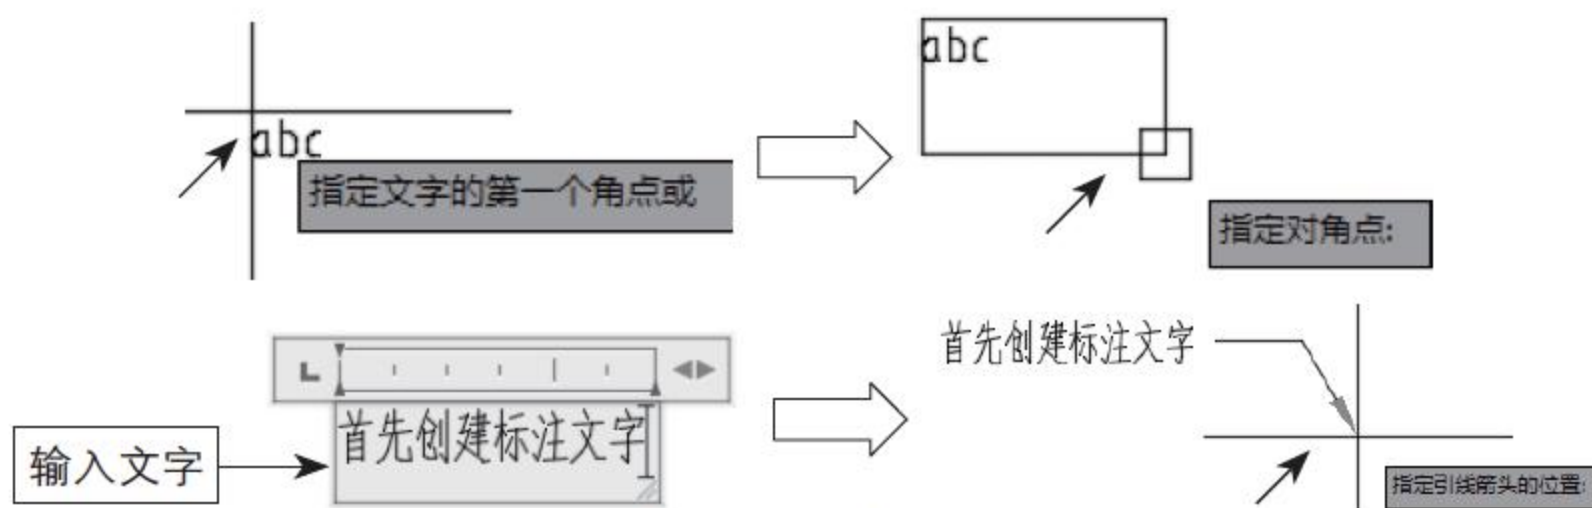 abc
指定文字的第一个角点或
abc
指定对角点:
输入文字
首先创建标注文字
首先创建标注文字
指定引线箭头的位置: